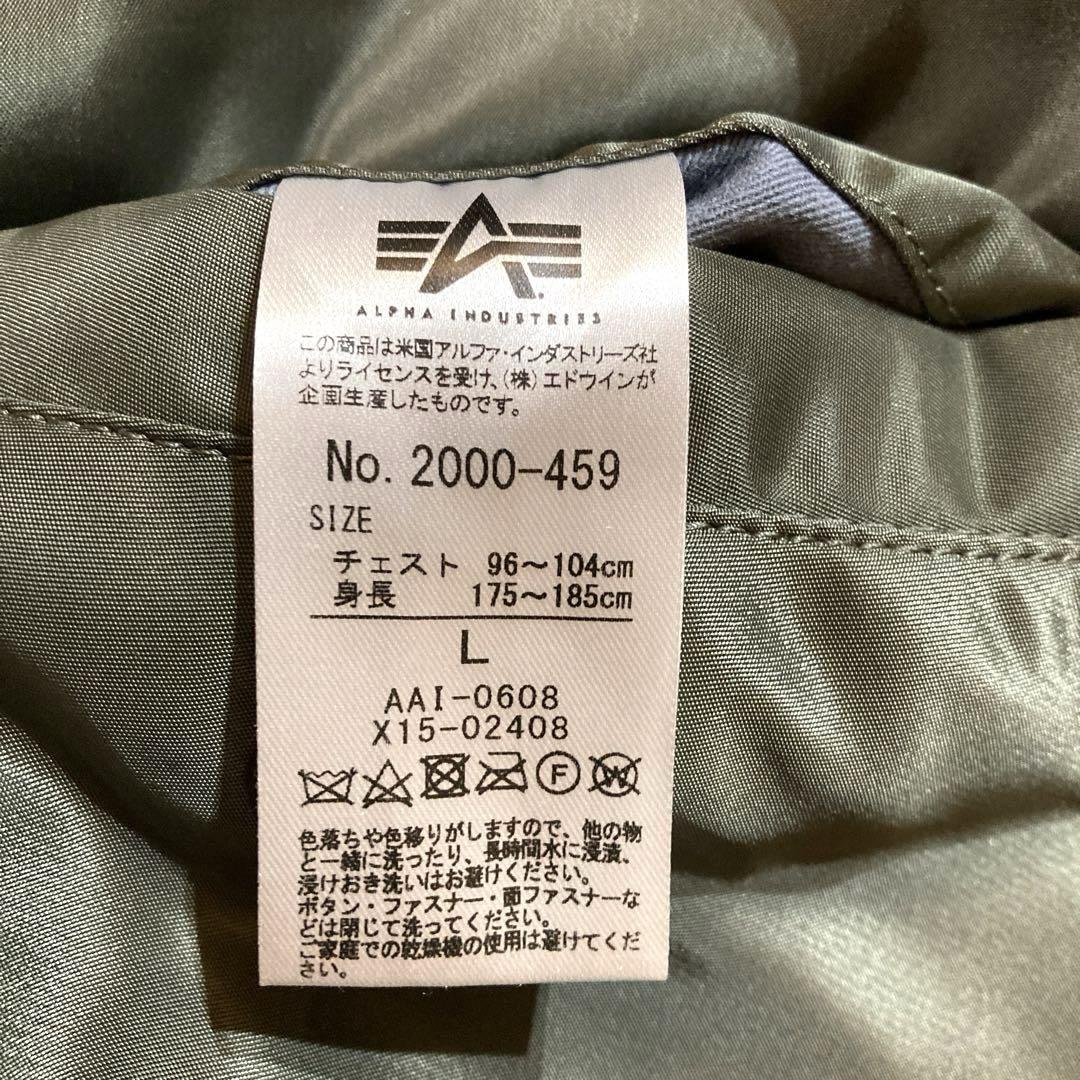 ALPHA INDUSTRIES
この商品は米国アルファ・インダストリーズ社
よりライセンスを受け、(株)エドウインが
企画生産したものです。
No. 2000-459
SIZE
チェスト 96〜104cm
身長 175〜185cm
L
AAI-0608
X15-02408
F W
色落ちや色移りがしますので、他の物
と一緒に洗ったり、長時間水に浸漬、
浸けおき洗いはお避けください。
ボタン・ファスナー・面ファスナーな
どは閉じて洗ってください。
ご家庭での乾燥機の使用は避けてくだ
さい。